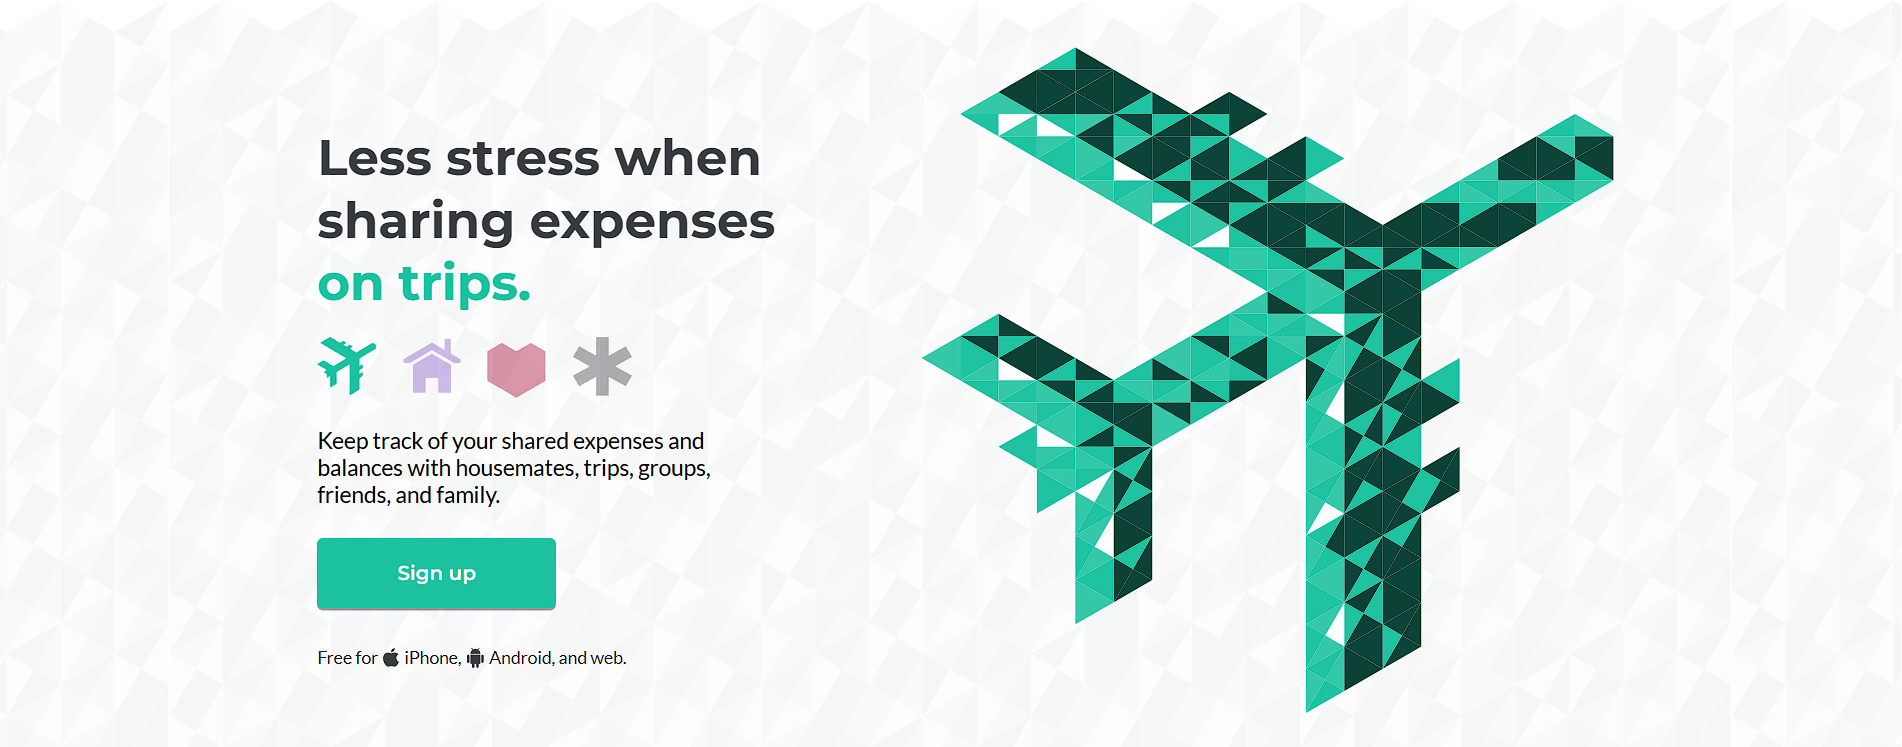 Less stress when
sharing expenses
on trips.
Keep track of your shared expenses and
balances with housemates, trips, groups,
friends, and family.
Sign up
Free for iPhone, Android, and web.